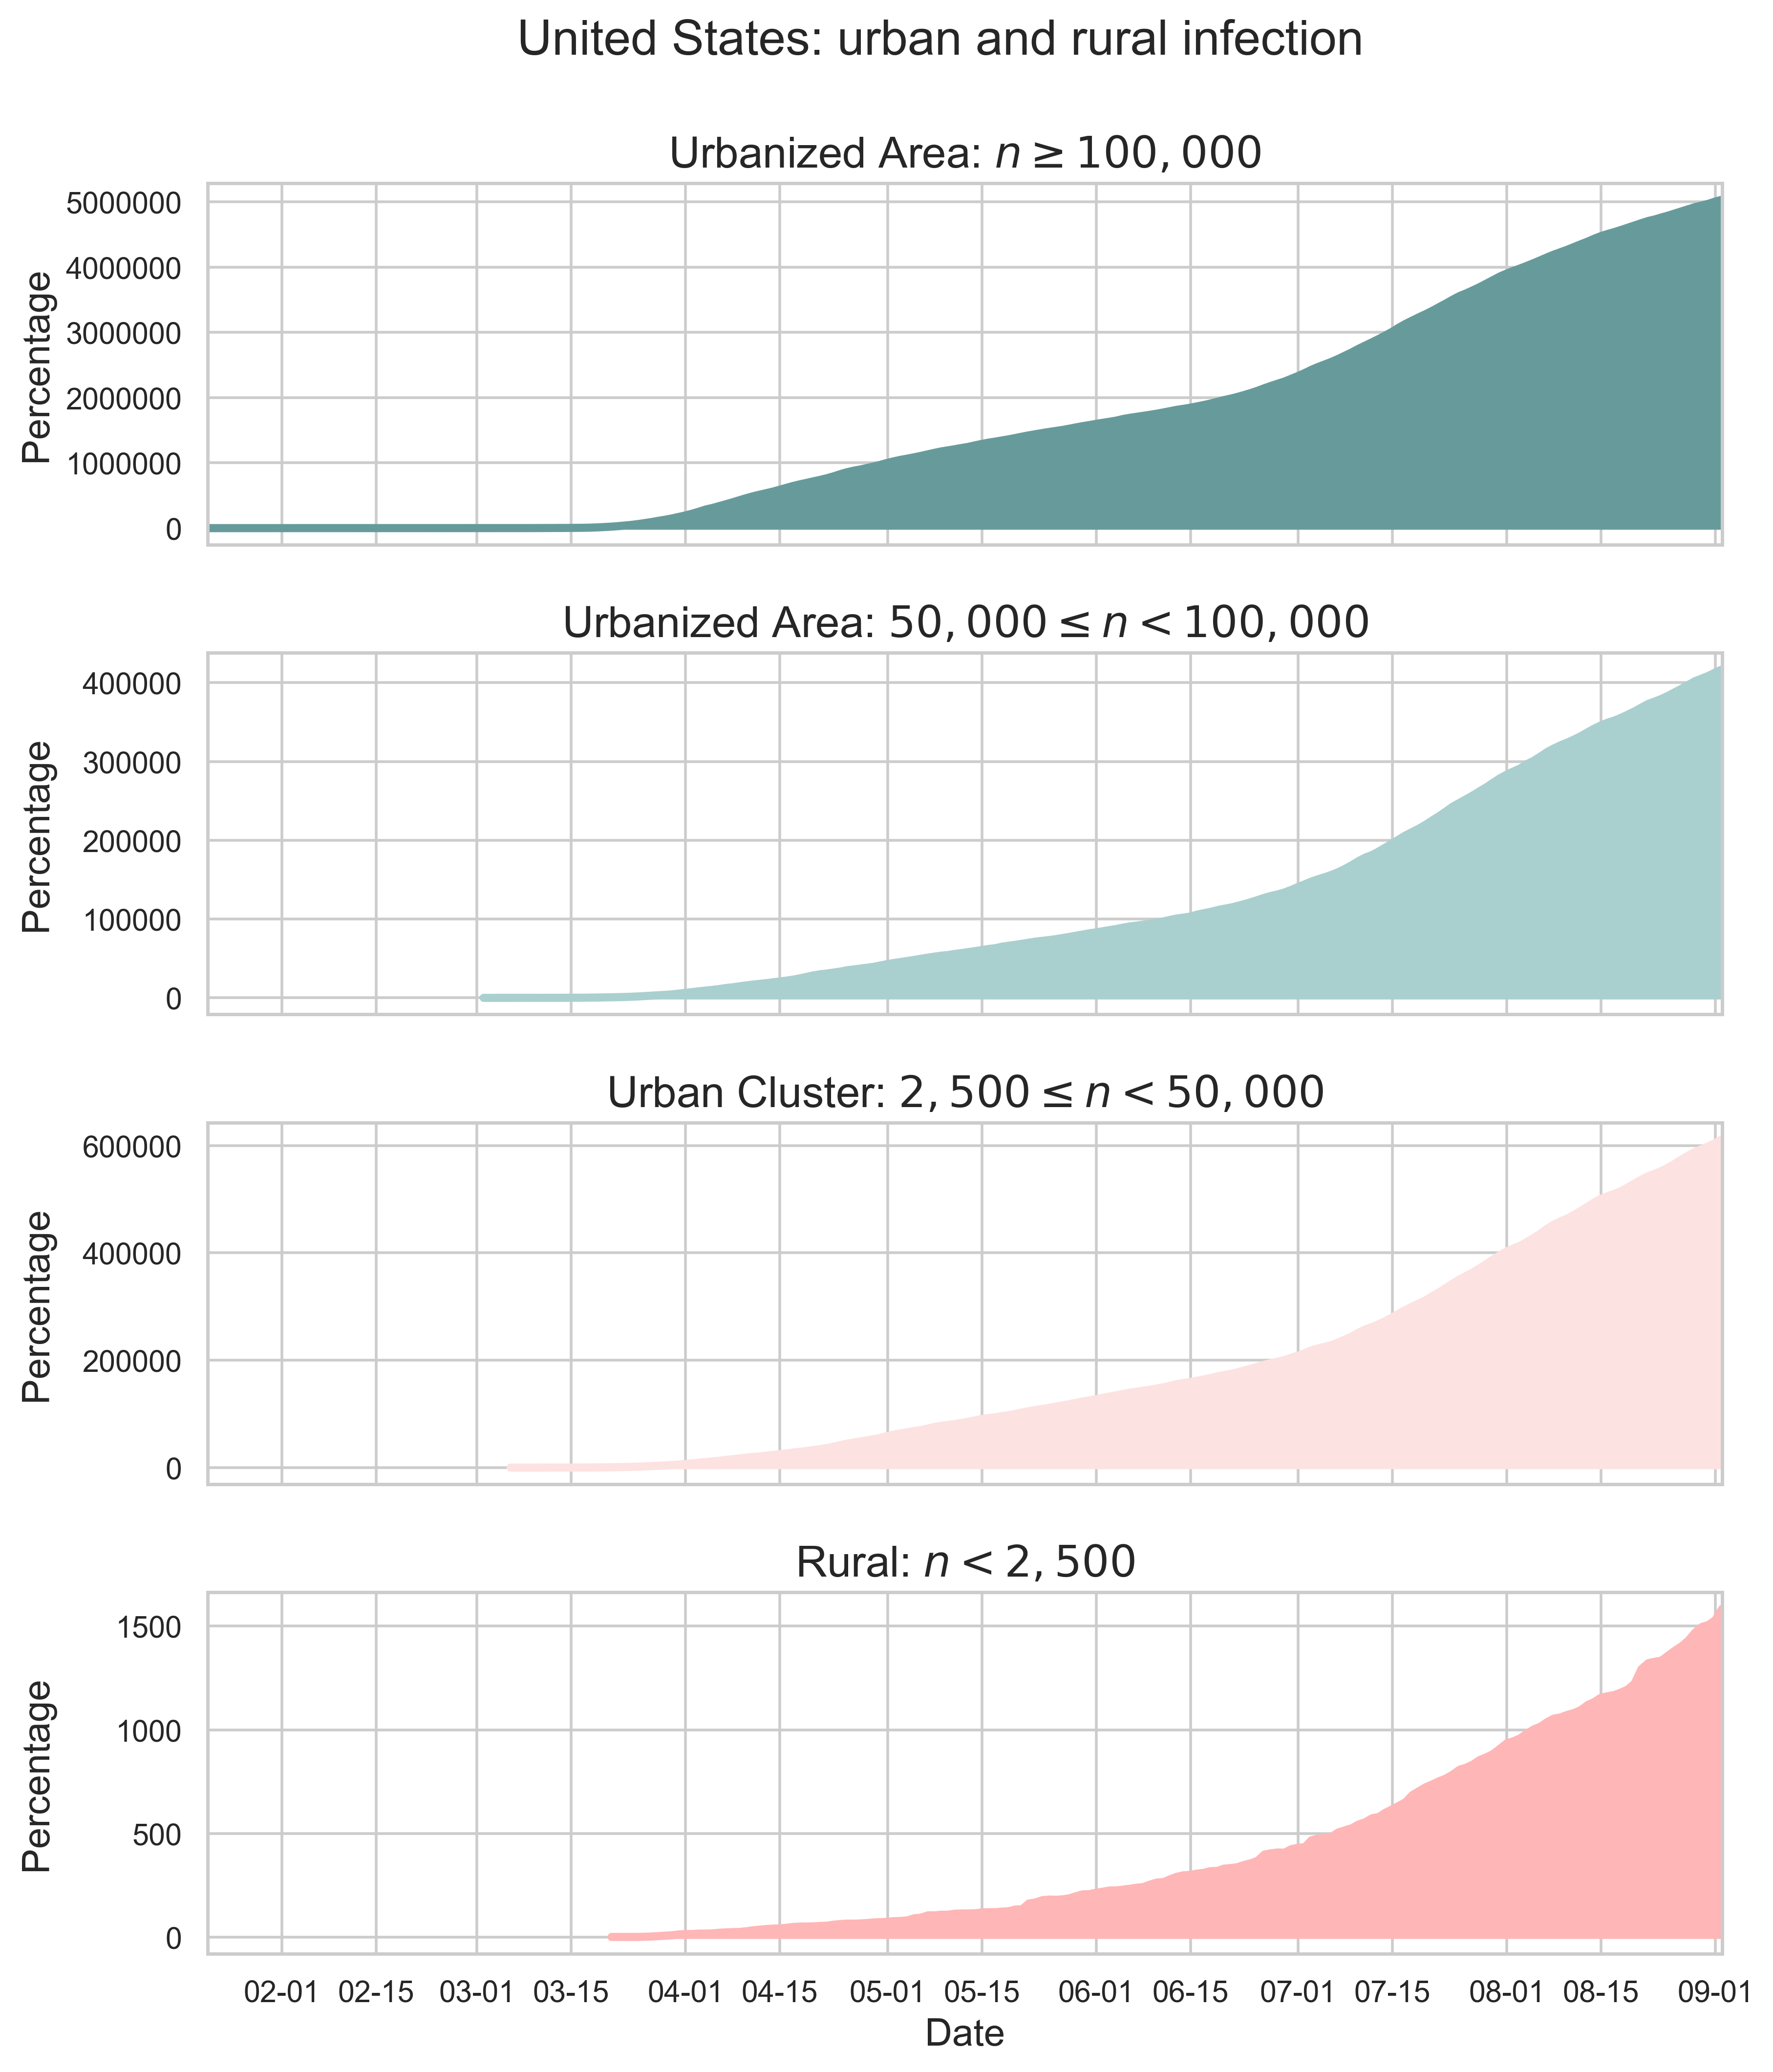 United States: urban and rural infection
Urbanized Area: n ≥ 100, 000
Percentage
5000000
4000000
3000000
2000000
1000000
0
Urbanized Area: 50, 000 ≤ n < 100, 000
Percentage
400000
300000
200000
100000
0
Urban Cluster: 2, 500 ≤ n < 50, 000
Percentage
600000
400000
200000
0
Rural: n < 2, 500
Percentage
1500
1000
500
0
02-01 02-15 03-01 03-15 04-01 04-15 05-01 05-15 06-01 06-15 07-01 07-15 08-01 08-15 09-01
Date